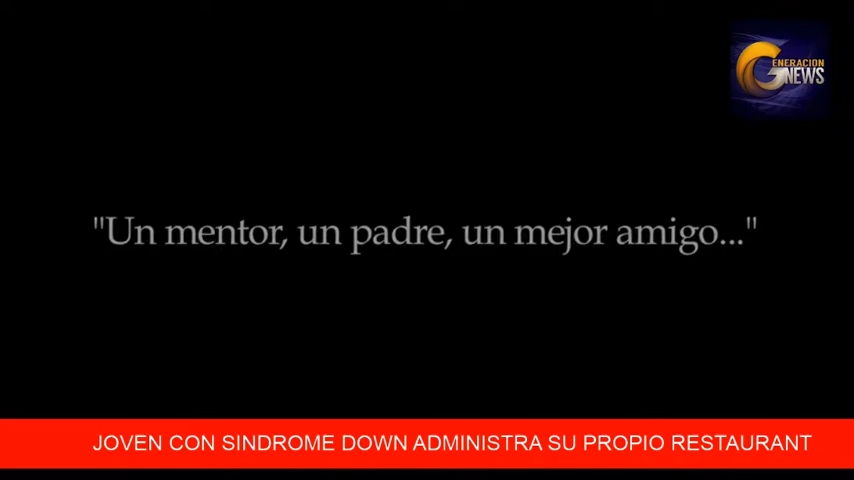 GENERACION
NEWS
"Un mentor, un padre, un mejor amigo..."
JOVEN CON SINDROME DOWN ADMINISTRA SU PROPIO RESTAURANT